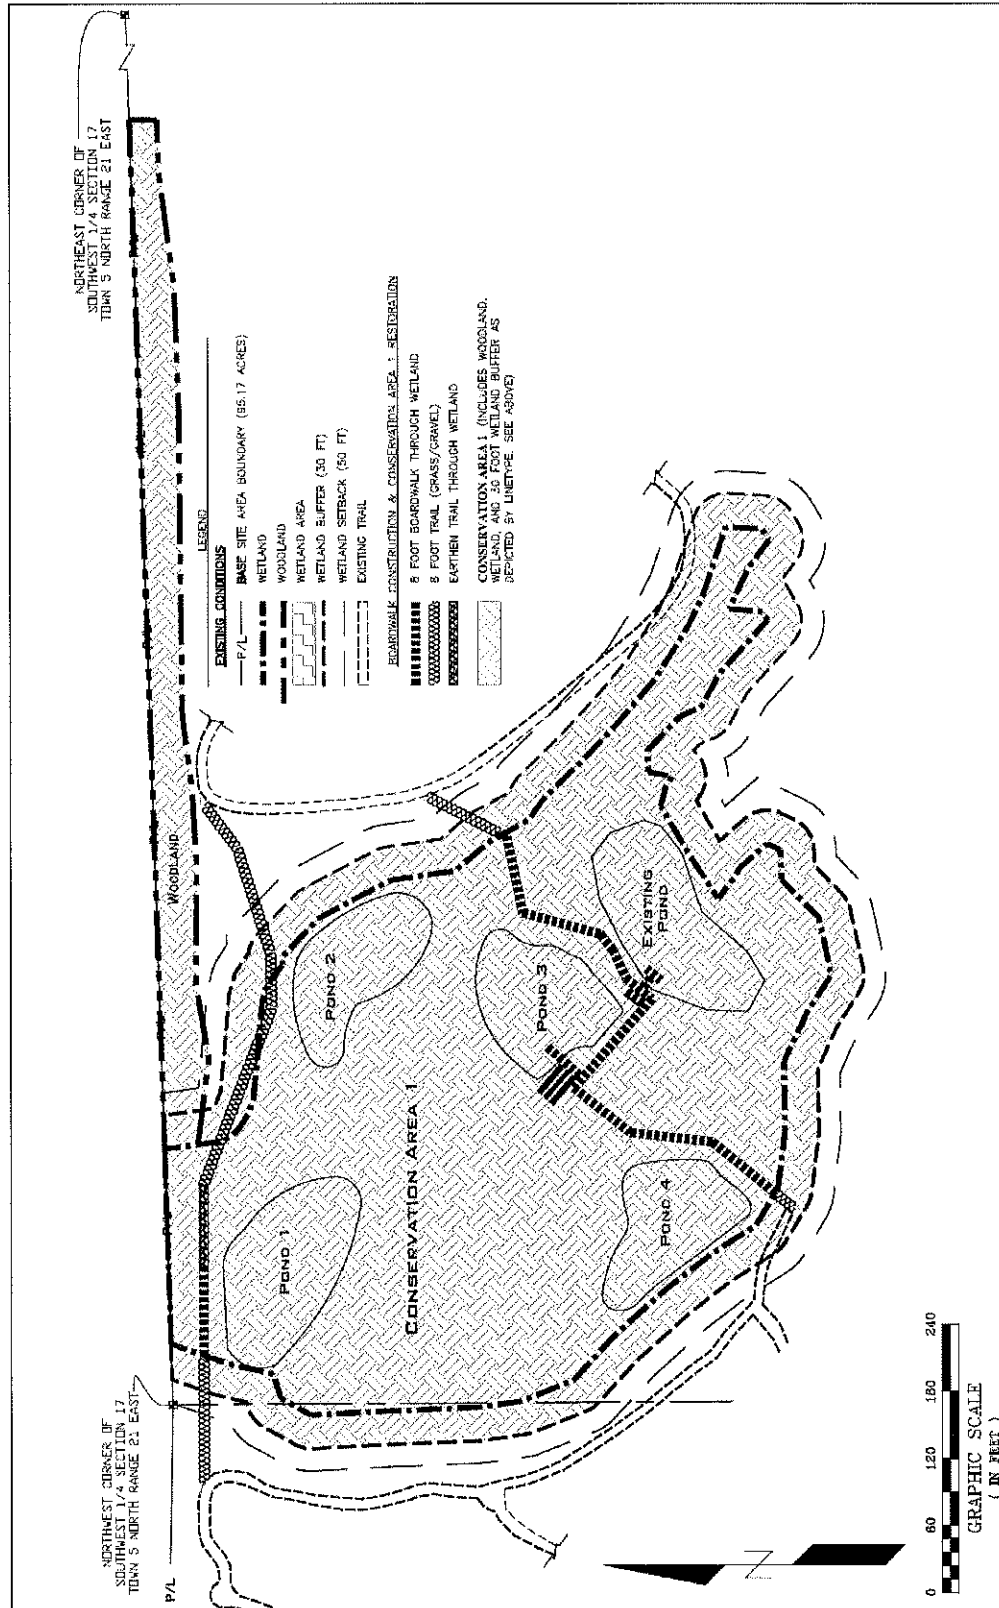 NORTHEAST CORNER OF
SOUTHWEST 1/4 SECTION 17
TOWN 5 NORTH RANGE 21 EAST
NORTHWEST CORNER OF
SOUTHWEST 1/4 SECTION 17
TOWN 5 NORTH RANGE 21 EAST
P/L
WOODLAND
LEGEND
EXISTING CONDITIONS
P/L BASE SITE AREA BOUNDARY ACRES)
WETLAND
WOODLAND
WETLAND AREA
WETLAND BUFFER (30 FT)
WETLAND SETBACK (50 FT)
EXISTING TRAIL
BOARDWALK CONSTRUCTION & CONSERVATION AREA 1 RESTORATION
FOOT BOARDWALK THROUGH WETLAND
8 FOOT TRAIL (GRASS/GRAVEL)
EARTHEN TRAIL THROUGH WETLAND
CONSERVATION AREA 1 (INCLUDES WOODLAND,
WETLAND, AND 30 FOOT WETLAND BUFFER AS
DEPICTED BY LINETYPE. SEE ABOVE)
POND 1
POND 2
POND 3
POND 4
EXISTING
POND
CONSERVATION AREA 1
N
0 60 120 180 240
GRAPHIC SCALE
( IN FEET )